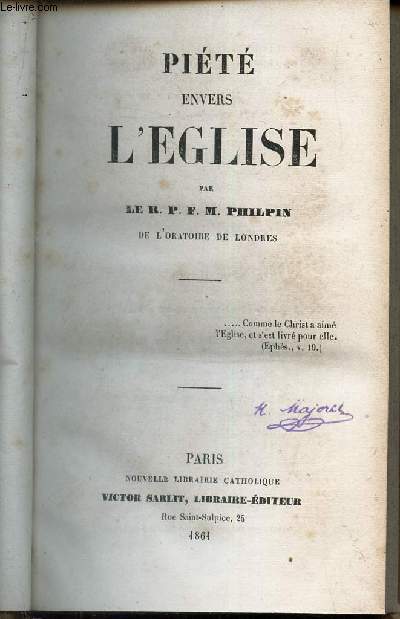 www.le-livre.com
PIÉTÉ
ENVERS
L'EGLISE
PAR
LE R. P. F. M. PHILPIN
DE L'ORATOIRE DE LONDRES
..... Comme le Christ a aimé
l'Eglise, et s'est livré pour elle.
(Ephés., v. 19.)
PARIS
NOUVELLE LIBRAIRIE CATHOLIQUE
VICTOR SARLIT, LIBRAIRE-ÉDITEUR
Rue Saint-Sulpice, 25
1861